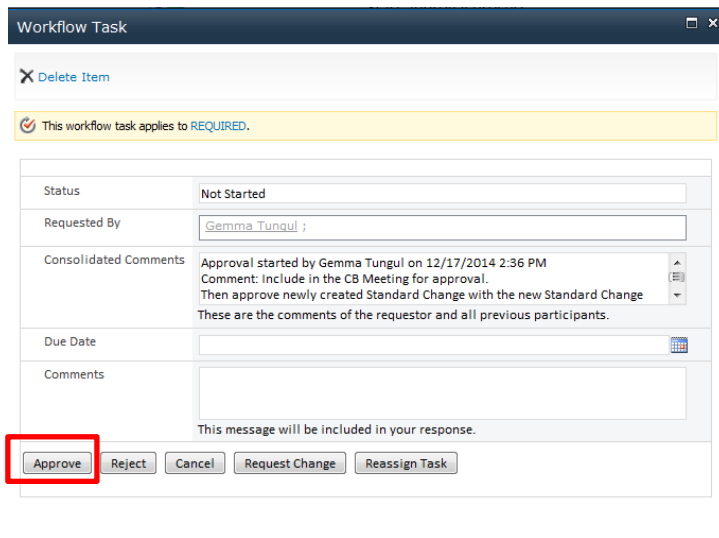 Workflow Task
Delete Item
This workflow task applies to REQUIRED.
Status
Not Started
Requested By
Gemma Tungul ;
Consolidated Comments
Approval started by Gemma Tungul on 12/17/2014 2:36 PM
Comment: Include in the CB Meeting for approval.
Then approve newly created Standard Change with the new Standard Change
These are the comments of the requestor and all previous participants.
Due Date
Comments
This message will be included in your response.
Approve Reject Cancel Request Change Reassign Task